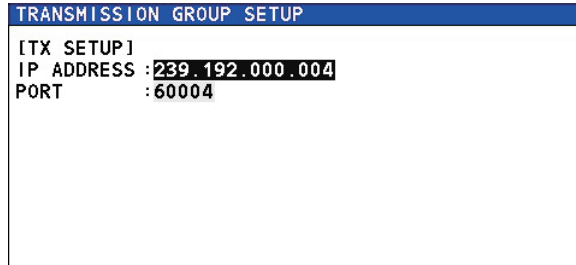 TRANSMISSION GROUP SETUP
[TX SETUP]
IP ADDRESS :239.192.000.004
PORT :60004